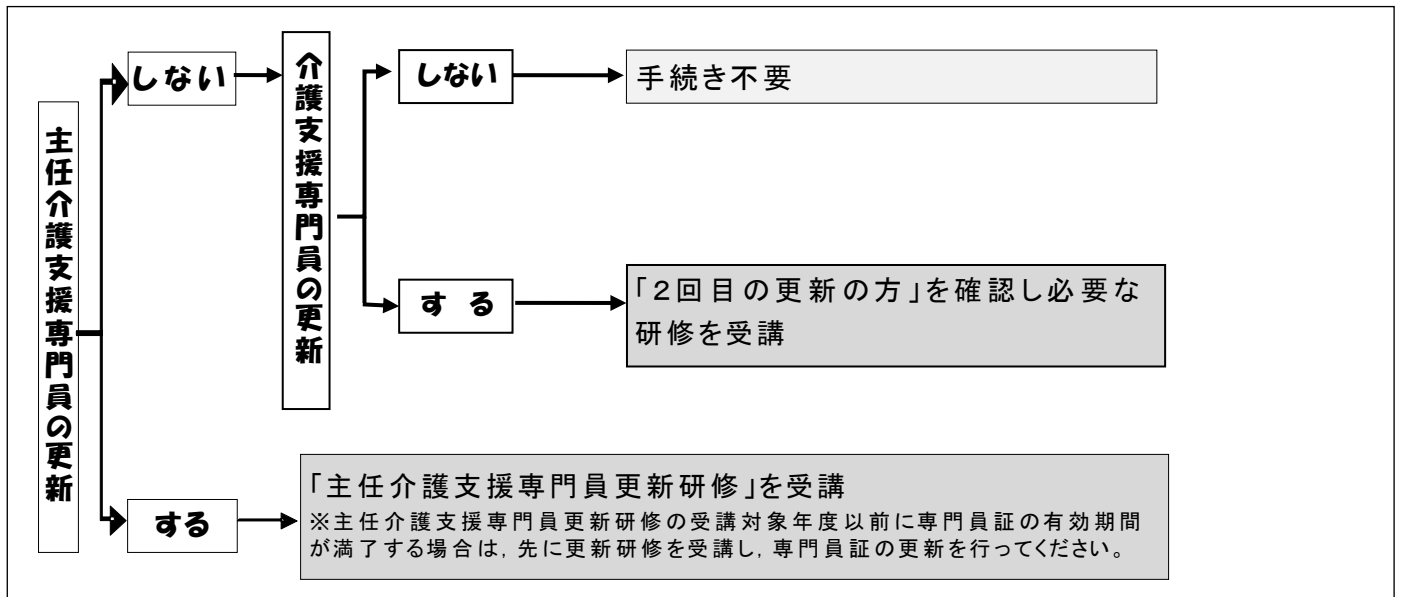 主任介護支援専門員の更新
しない
介護支援専門員の更新
しない
手続き不要
する
「2回目の更新の方」を確認し必要な
研修を受講
する
「主任介護支援専門員更新研修」を受講
※主任介護支援専門員更新研修の受講対象年度以前に専門員証の有効期間
が満了する場合は,先に更新研修を受講し,専門員証の更新を行ってください。